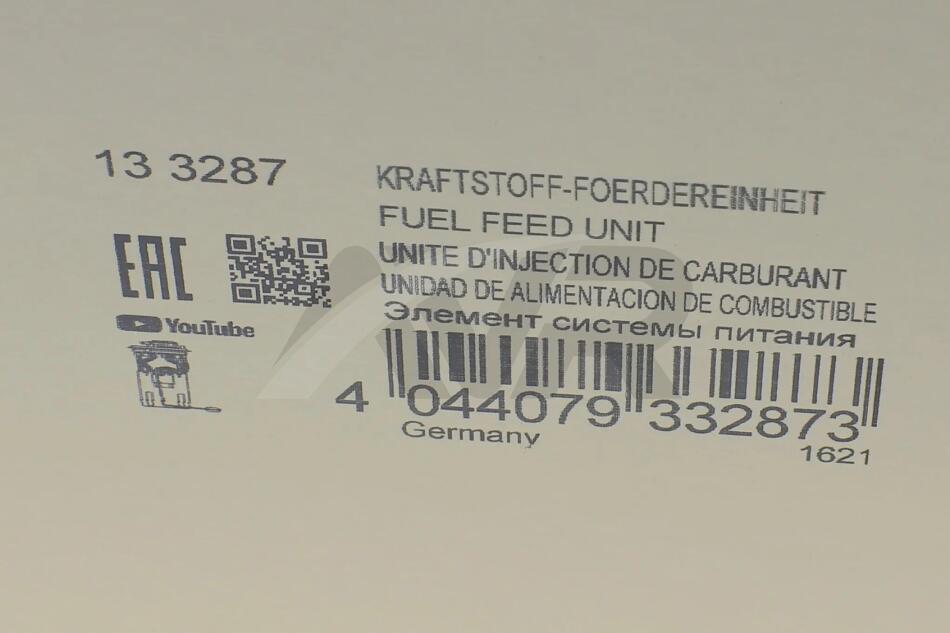 13 3287
KRAFTSTOFF-FOERDEREINHEIT
FUEL FEED UNIT
UNITE D'INJECTION DE CARBURANT
UNIDAD DE ALIMENTACION DE COMBUSTIBLE
Элемент системы питания
EAC
YouTube
4 044079 332873
Germany
1621